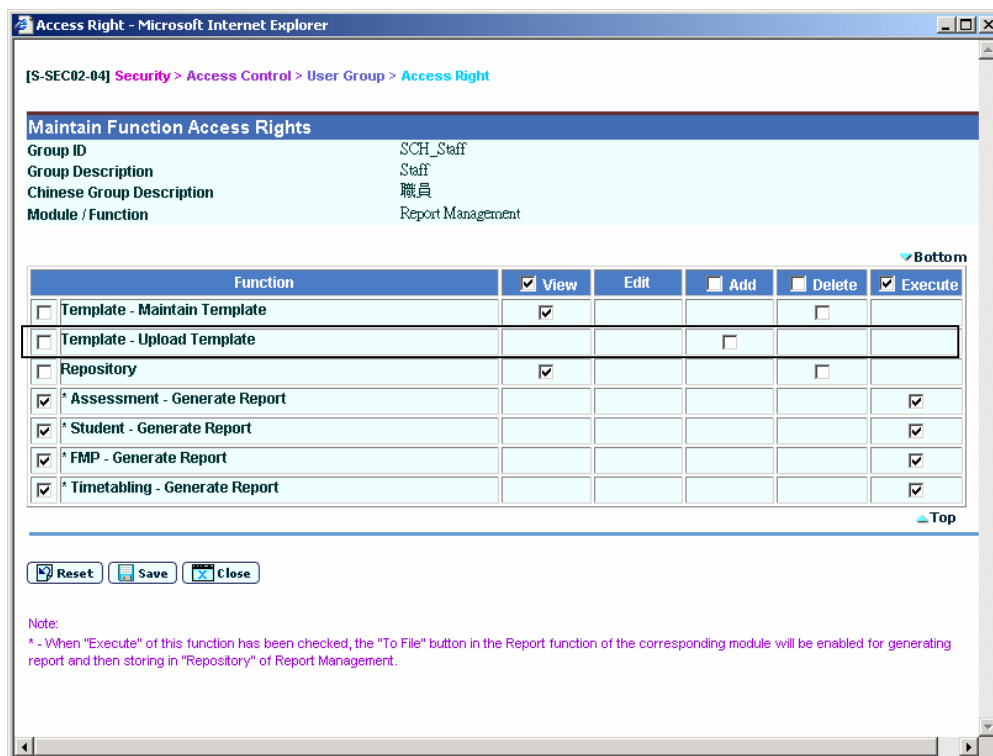 Access Right - Microsoft Internet Explorer
[S-SEC02-04] Security > Access Control > User Group > Access Right
Maintain Function Access Rights
Group ID SCH_Staff
Group Description Staff
Chinese Group Description 職員
Module / Function Report Management
Bottom
Function View Edit Add Delete Execute
Template - Maintain Template
Template - Upload Template
Repository
* Assessment - Generate Report
* Student - Generate Report
* FMP - Generate Report
* Timetabling - Generate Report
Top
Reset Save Close
Note:
* - When "Execute" of this function has been checked, the "To File" button in the Report function of the corresponding module will be enabled for generating
report and then storing in "Repository" of Report Management.